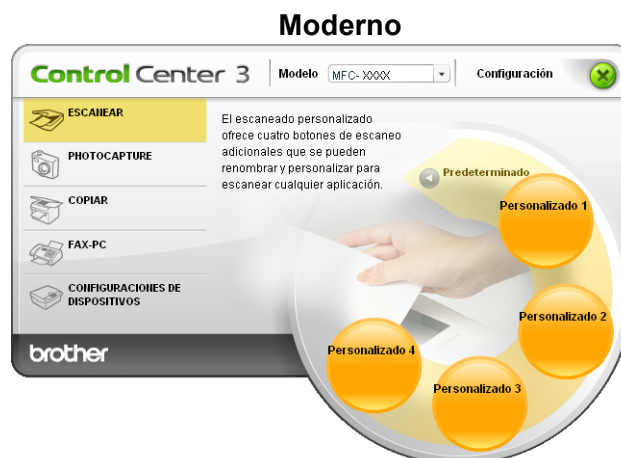 Moderno
Control Center 3
Modelo
MFC-XXXX
Configuración
ESCANEAR
PHOTOCAPTURE
COPIAR
FAX-PC
CONFIGURACIONES DE
DISPOSITIVOS
El escaneado personalizado
ofrece cuatro botones de escaneo
adicionales que se pueden
renombrar y personalizar para
escanear cualquier aplicación.
Predeterminado
Personalizado 1
Personalizado 2
Personalizado 3
Personalizado 4
brother